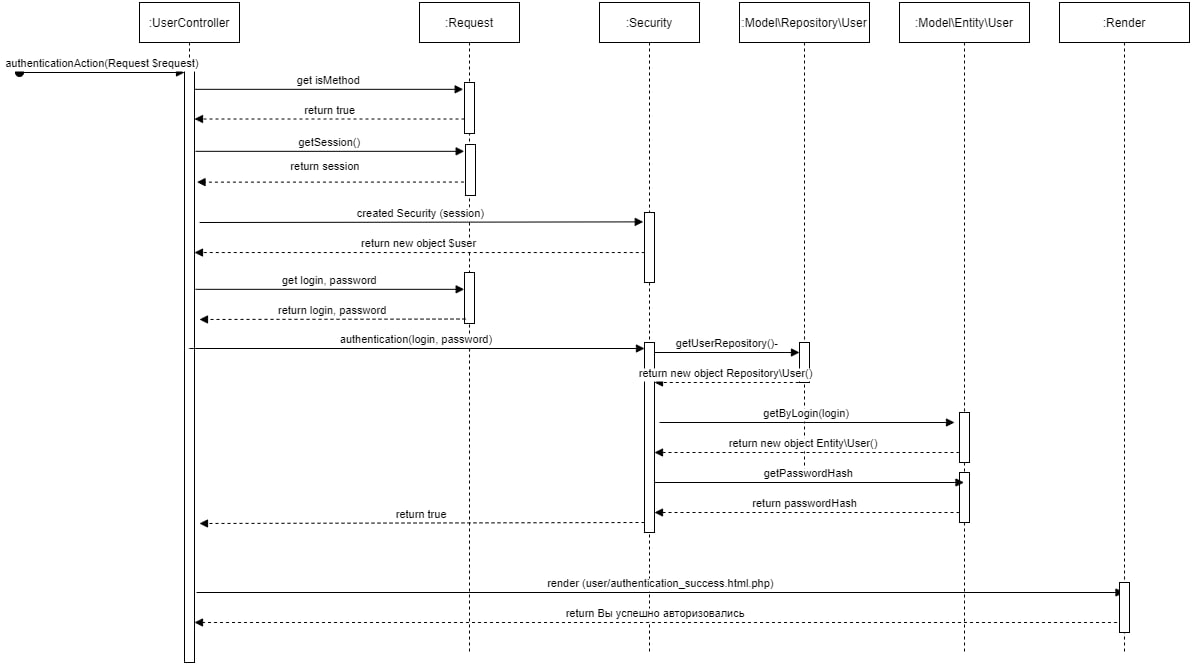 :UserController
:Request
:Security
:Model\Repository\User
:Model\Entity\User
:Render
authenticationAction(Request $request)
get isMethod
return true
getSession()
return session
created Security (session)
return new object $user
get login, password
return login, password
authentication(login, password)
getUserRepository()-
return new object Repository\User()
getByLogin(login)
return new object Entity\User()
getPasswordHash
return passwordHash
return true
render (user/authentication_success.html.php)
return Вы успешно авторизовались